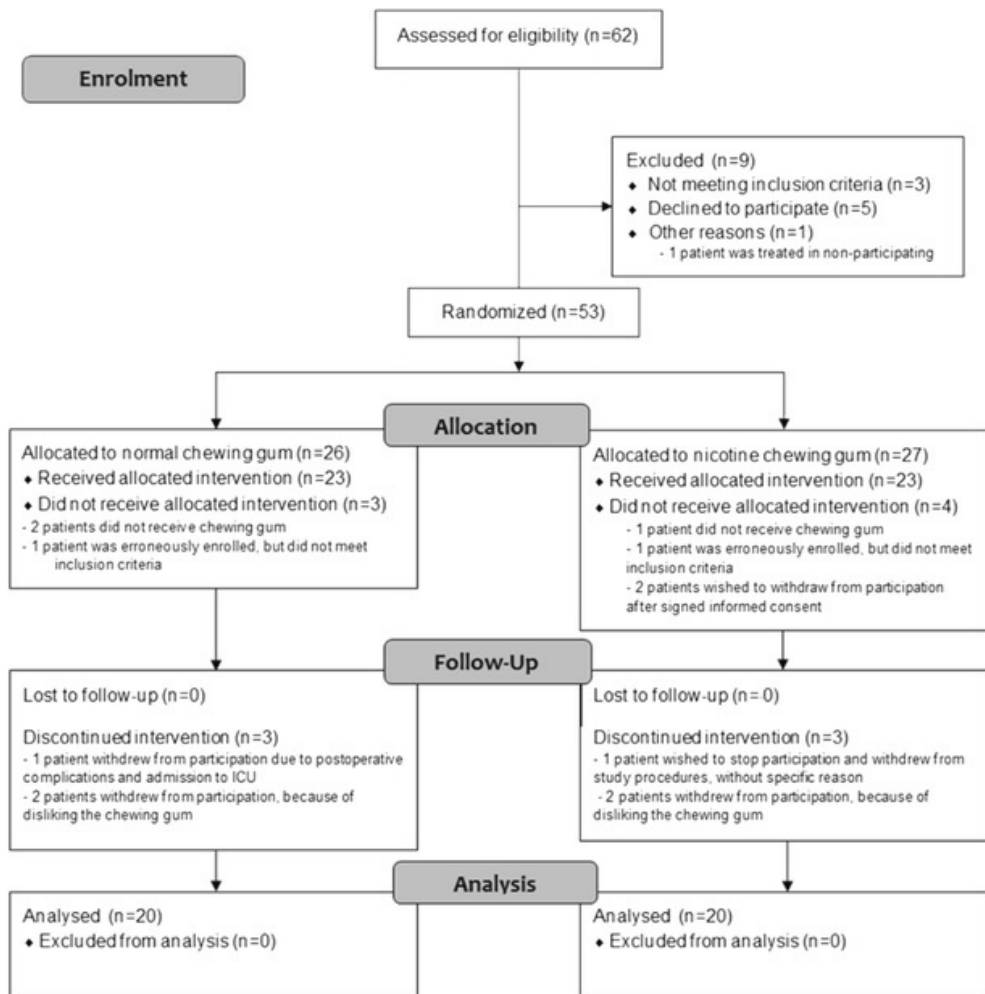 Assessed for eligibility (n=62)
Enrolment
Excluded (n=9)
◆ Not meeting inclusion criteria (n=3)
◆ Declined to participate (n=5)
◆ Other reasons (n=1)
- 1 patient was treated in non-participating
Randomized (n=53)
Allocation
Allocated to normal chewing gum (n=26)
◆ Received allocated intervention (n=23)
◆ Did not receive allocated intervention (n=3)
- 2 patients did not receive chewing gum
- 1 patient was erroneously enrolled, but did not meet
inclusion criteria
Allocated to nicotine chewing gum (n=27)
◆ Received allocated intervention (n=23)
◆ Did not receive allocated intervention (n=4)
- 1 patient did not receive chewing gum
- 1 patient was erroneously enrolled, but did not meet
inclusion criteria
- 2 patients wished to withdraw from participation
after signed informed consent
Follow-Up
Lost to follow-up (n=0)
Discontinued intervention (n=3)
- 1 patient withdrew from participation due to postoperative
complications and admission to ICU
- 2 patients withdrew from participation, because of
disliking the chewing gum
Lost to follow-up (n= 0)
Discontinued intervention (n=3)
- 1 patient wished to stop participation and withdrew from
study procedures, without specific reason
- 2 patients withdrew from participation, because of
disliking the chewing gum
Analysis
Analysed (n=20)
◆ Excluded from analysis (n=0)
Analysed (n=20)
◆ Excluded from analysis (n=0)